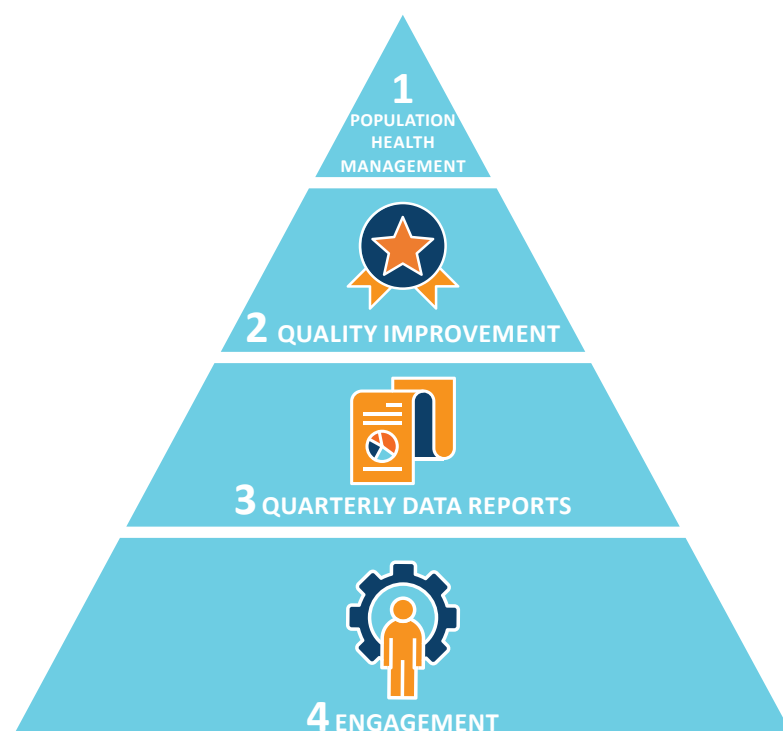 1
POPULATION
HEALTH
MANAGEMENT
2 QUALITY IMPROVEMENT
3 QUARTERLY DATA REPORTS
4 ENGAGEMENT